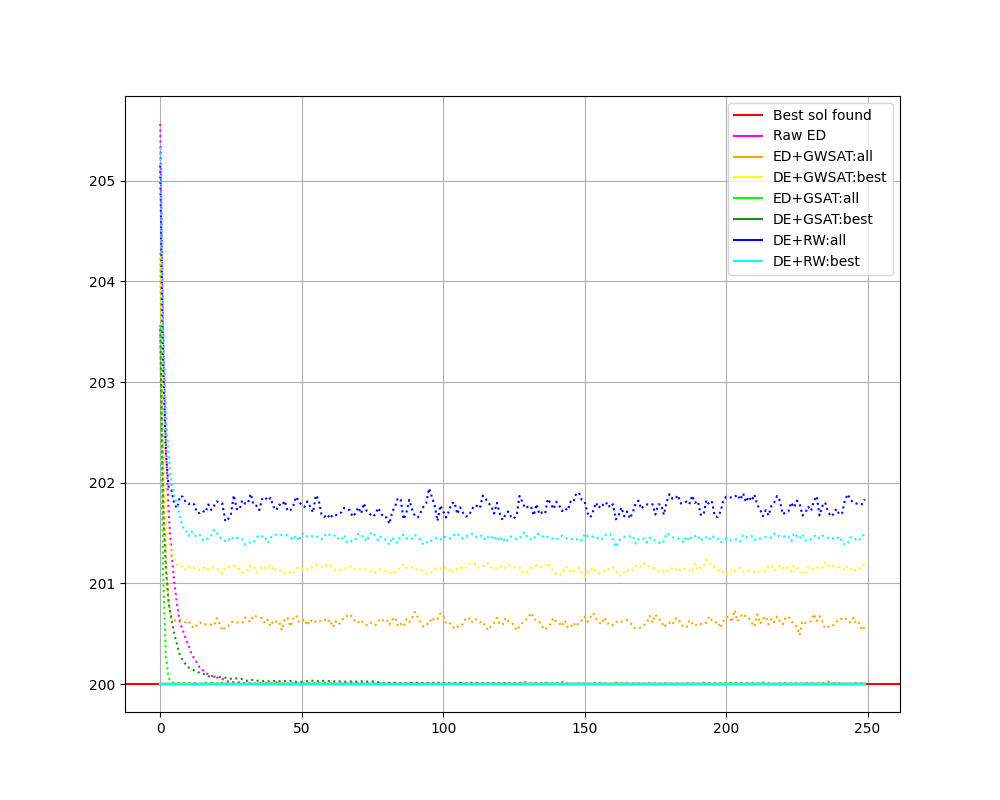 Best sol found
Raw ED
ED+GWSAT:all
DE+GWSAT:best
ED+GSAT:all
DE+GSAT:best
DE+RW:all
DE+RW:best
205
204
203
202
201
200
0 50 100 150 200 250